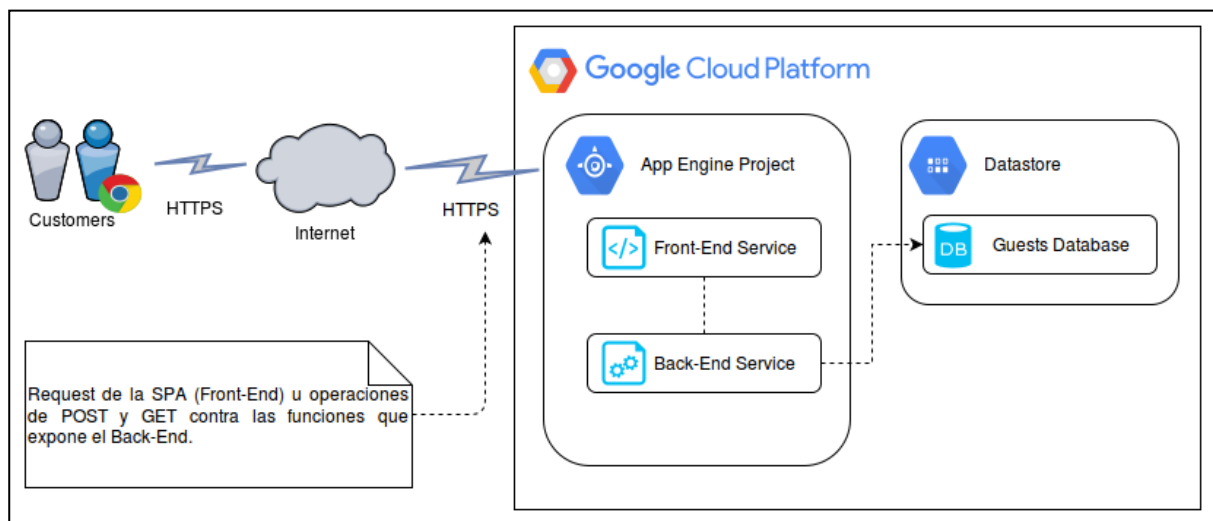 Google Cloud Platform
App Engine Project
Datastore
Customers
HTTPS
Internet
HTTPS
Front-End Service
DB
Guests Database
</>
Back-End Service
Request de la SPA (Front-End) u operaciones
de POST y GET contra las funciones que
expone el Back-End.